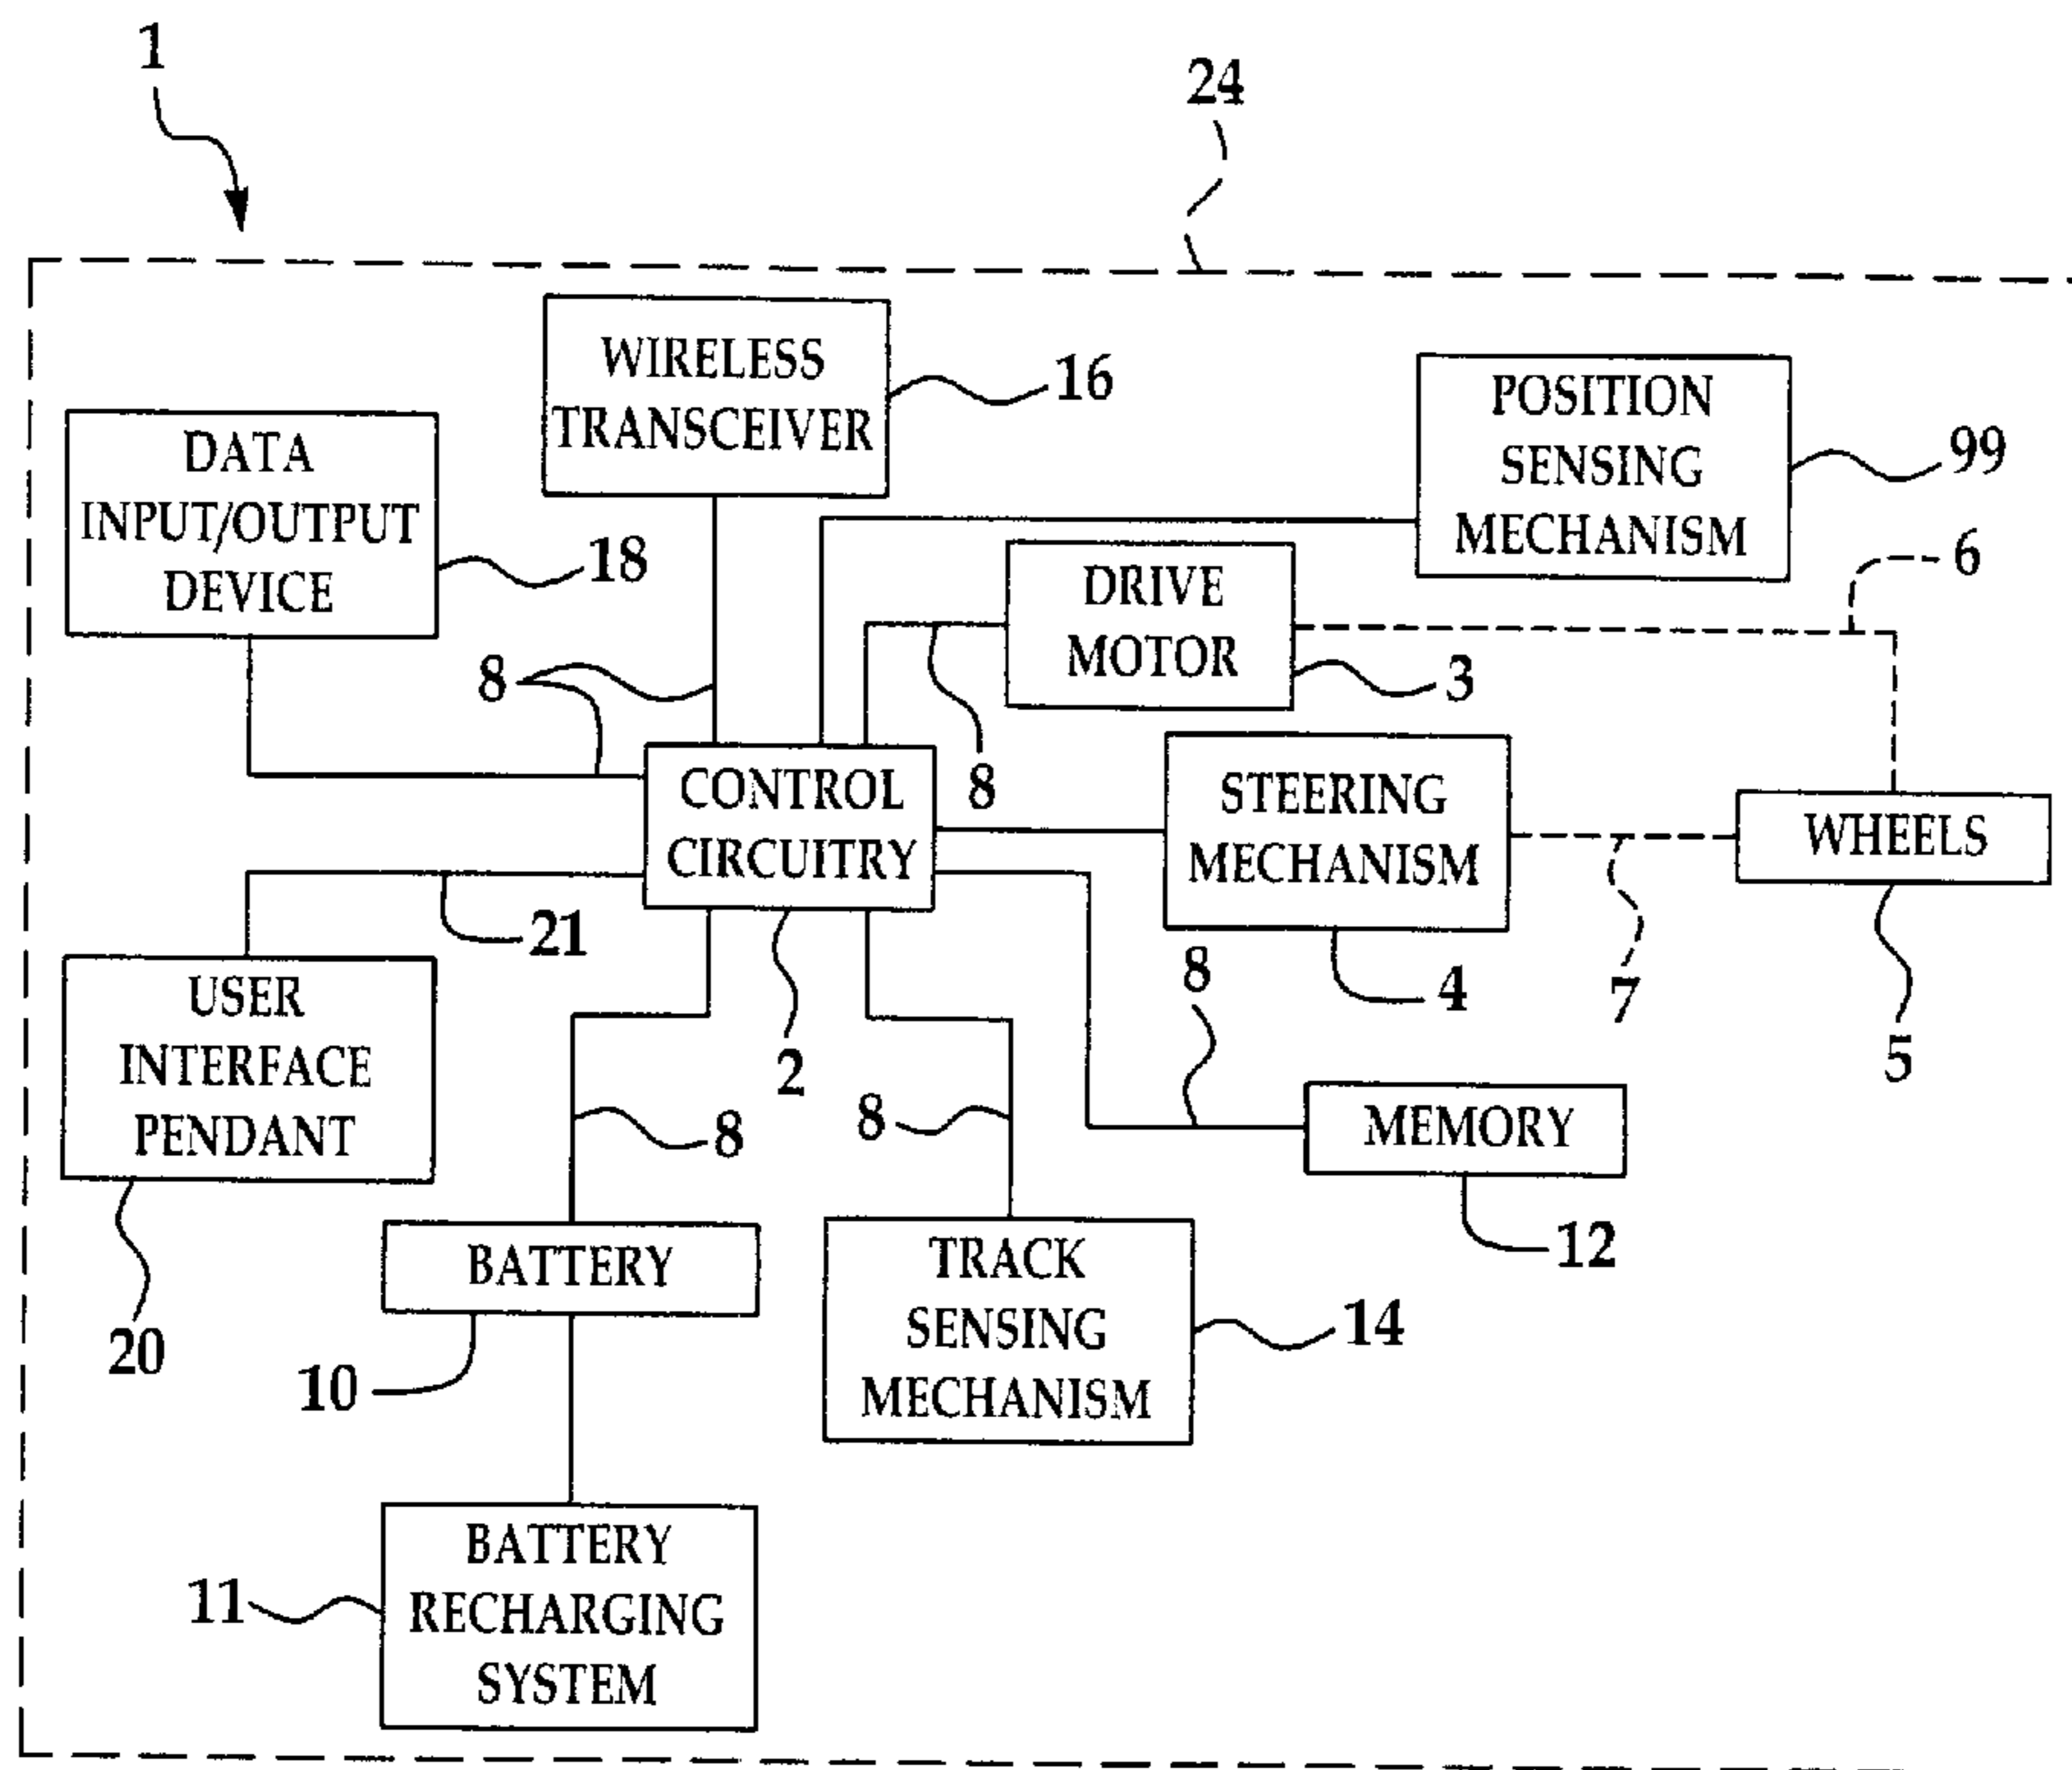 1
24
WIRELESS
TRANSCEIVER
16
POSITION
SENSING
MECHANISM
99
DATA
INPUT/OUTPUT
DEVICE
18
DRIVE
MOTOR
3
6
8
8
CONTROL
CIRCUITRY
2
STEERING
MECHANISM
4
7
WHEELS
5
21
USER
INTERFACE
PENDANT
20
8
8
8
MEMORY
12
BATTERY
10
TRACK
SENSING
MECHANISM
14
BATTERY
RECHARGING
SYSTEM
11